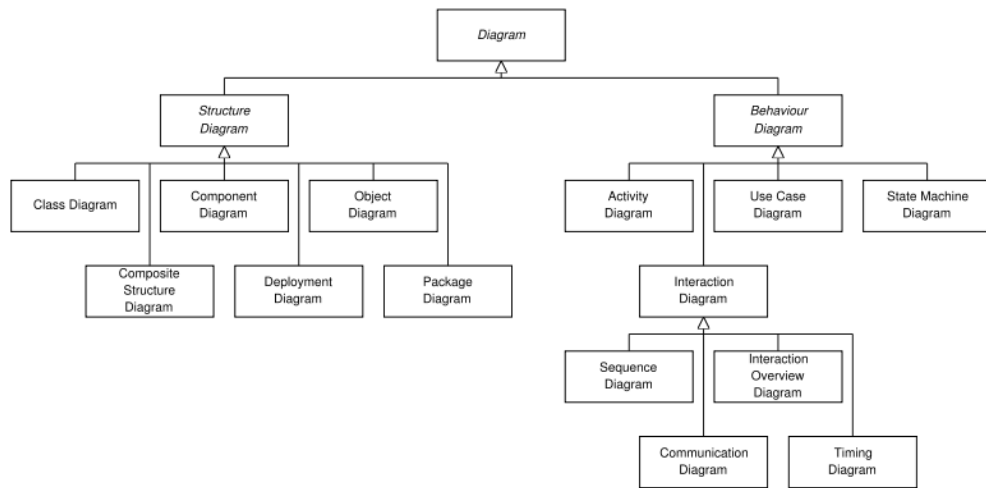 Diagram
Structure
Diagram
Behaviour
Diagram
Class Diagram
Component
Diagram
Object
Diagram
Activity
Diagram
Use Case
Diagram
State Machine
Diagram
Composite
Structure
Diagram
Deployment
Diagram
Package
Diagram
Interaction
Diagram
Sequence
Diagram
Interaction
Overview
Diagram
Communication
Diagram
Timing
Diagram